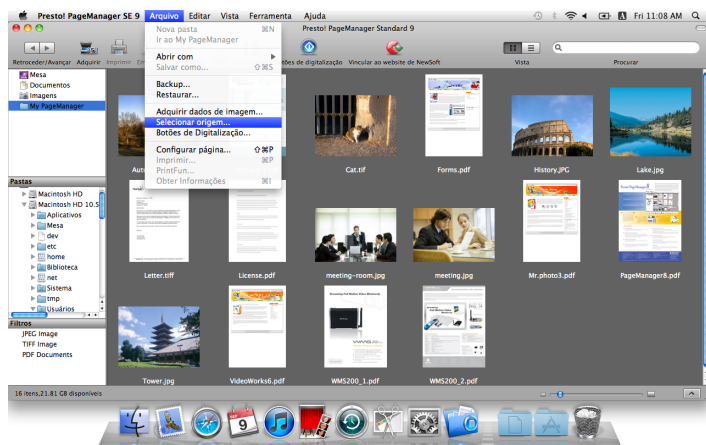 Presto! PageManager SE 9 Arquivo Editar Vista Ferramenta Ajuda Fri 11:08 AM
Presto! PageManager Standard 9
Nova pasta ⌘N
Ir ao My PageManager
Abrir com
Salvar como... ⇧⌘S
Backup...
Restaurar...
Adquirir dados de imagem...
Selecionar origem...
Botões de Digitalização...
Configurar página... ⇧⌘P
Imprimir... ⌘P
PrintFun...
Obter Informações ⌘I
Retroceder/Avançar Adquirir Imprimir
de digitalização Vincular ao website de NewSoft Vista Procurar
Mesa
Documentos
Imagens
My PageManager
Pastas
Macintosh HD
Macintosh HD 10.5
Aplicativos
Mesa
dev
etc
home
Biblioteca
net
Sistema
tmp
Usuários
Filtros
JPEG Image
TIFF Image
PDF Documents
Cat.tif Forms.pdf History.JPG Lake.jpg
Letter.tiff License.pdf meeting-room.jpg meeting.jpg Mr.photo3.pdf PageManager8.pdf
Tower.jpg VideoWorks6.pdf WMS200_1.pdf WMS200_2.pdf
16 itens,21.81 GB disponíveis
SEP
9